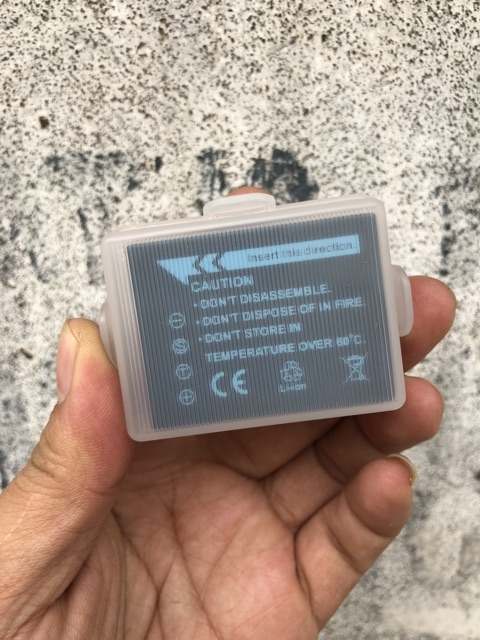 Insert this direction.
CAUTION
• DON'T DISASSEMBLE.
• DON'T DISPOSE OF IN FIRE.
• DON'T STORE IN
TEMPERATURE OVER 60°C.
⊖
S
T
⊕
CE
Li-ion